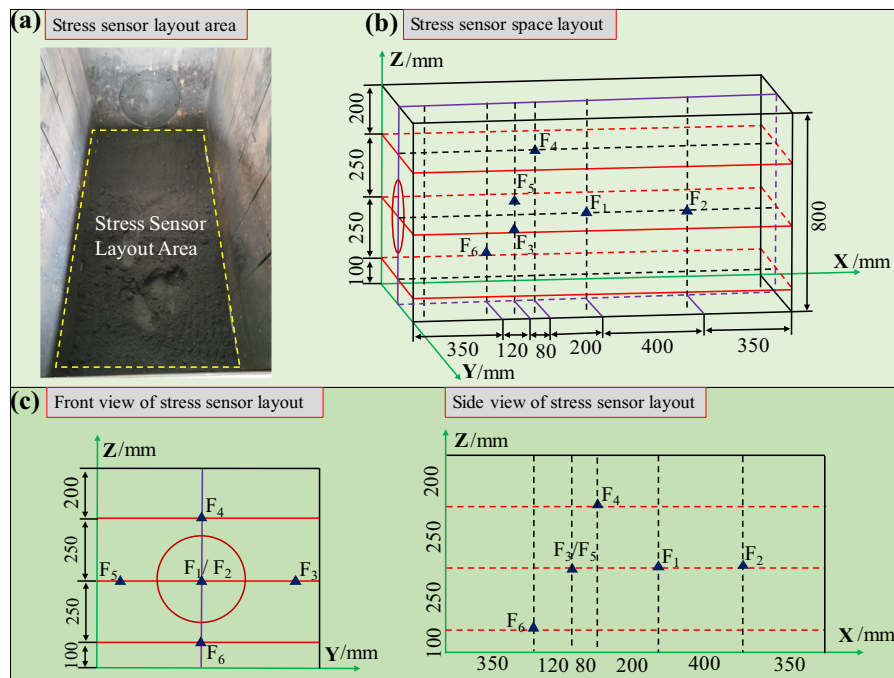 (a)
Stress sensor layout area
Stress Sensor
Layout Area
(b)
Stress sensor space layout
Z/mm
200
250
250
100
F4
F5
F1
F2
F3
F6
800
X/mm
350
120
80
200
400
350
Y/mm
(c)
Front view of stress sensor layout
Z/mm
200
250
250
100
F4
F5
F1/ F2
F3
F6
Y/mm
Side view of stress sensor layout
Z/mm
200
250
250
100
F4
F3/F5
F1
F2
F6
X/mm
350
120
80
200
400
350